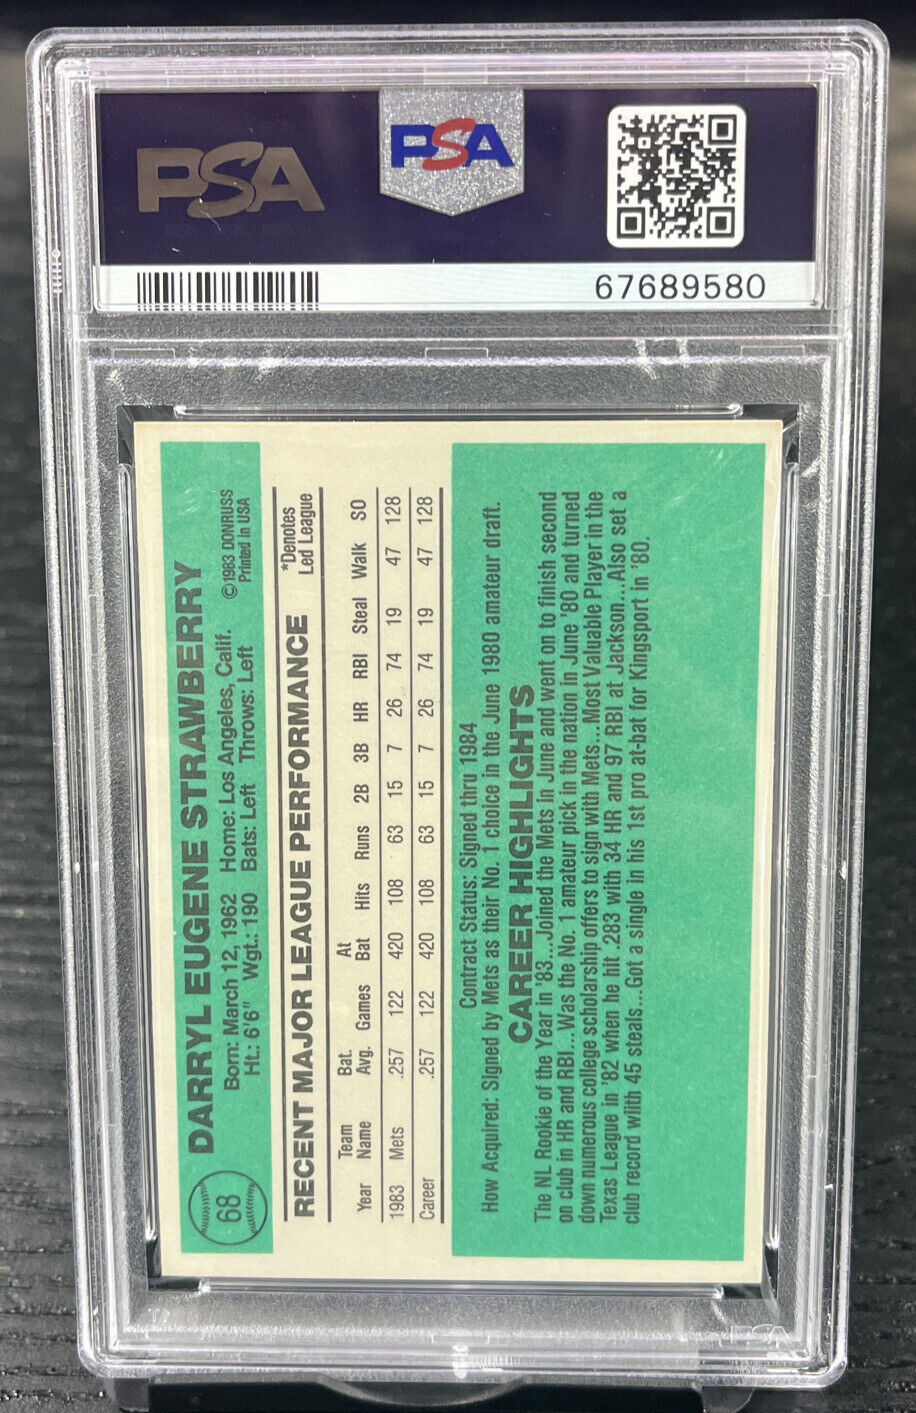 PSA
PSA
67689580
68
DARRYL EUGENE STRAWBERRY
Born: March 12, 1962 Home: Los Angeles, Calif.
Ht.: 6'6" Wgt.: 190 Bats: Left Throws: Left
©1983 DONRUSS
Printed In USA
RECENT MAJOR LEAGUE PERFORMANCE
*Denotes
Led League
Year Team Name Bat. Avg. Games At Bat Hits Runs 2B 3B HR RBI Steal Walk SO
1983 Mets .257 122 420 108 63 15 7 26 74 19 47 128
Career .257 122 420 108 63 15 7 26 74 19 47 128
Contract Status: Signed thru 1984
How Acquired: Signed by Mets as their No. 1 choice in the June 1980 amateur draft.
CAREER HIGHLIGHTS
The NL Rookie of the Year in '83...Joined the Mets in June and went on to finish second
on club in HR and RBI...Was the No. 1 amateur pick in the nation in June '80 and turned
down numerous college scholarship offers to sign with Mets...Most Valuable Player in the
Texas League in '82 when he hit .283 with 34 HR and 97 RBI at Jackson...Also set a
club record wiith 45 steals...Got a single in his 1st pro at-bat for Kingsport in '80.
PSA